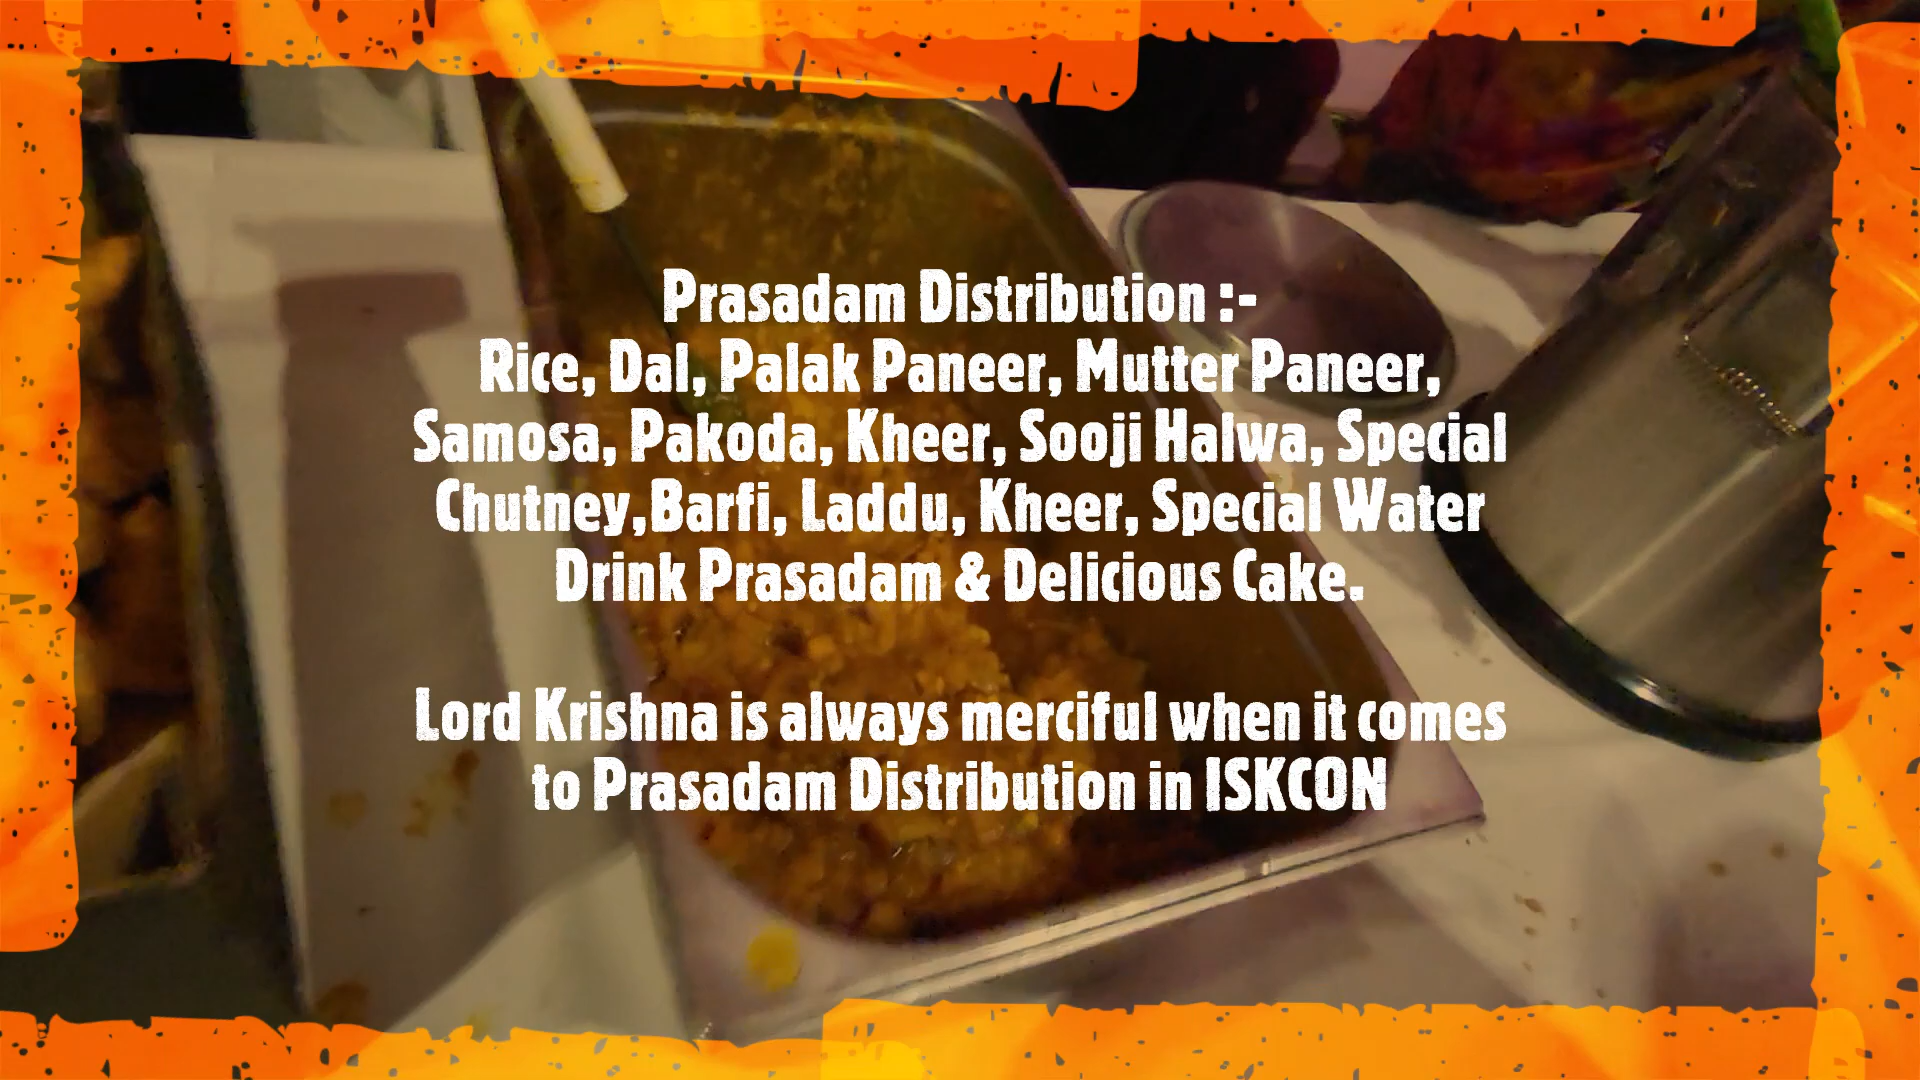 Prasadam Distribution :-
Rice, Dal, Palak Paneer, Mutter Paneer,
Samosa, Pakoda, Kheer, Sooji Halwa, Special
Chutney,Barfi, Laddu, Kheer, Special Water
Drink Prasadam & Delicious Cake.
Lord Krishna is always merciful when it comes
to Prasadam Distribution in ISKCON